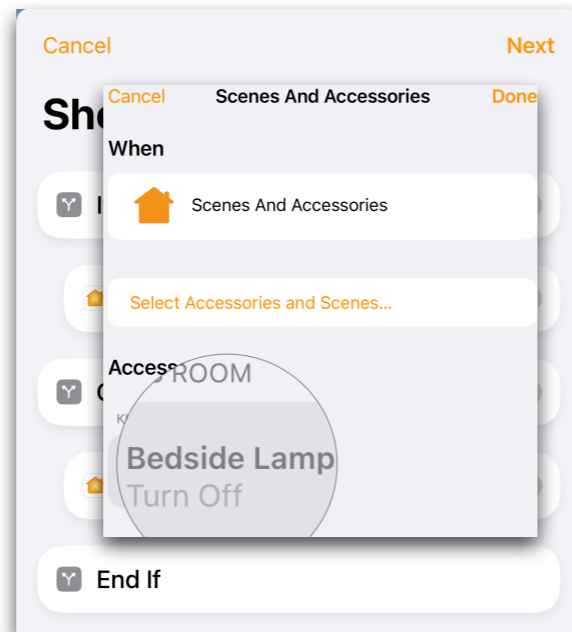 Cancel
Next
Cancel
Scenes And Accessories
Done
When
Scenes And Accessories
Select Accessories and Scenes...
ROOM
Bedside Lamp
Turn Off
End If